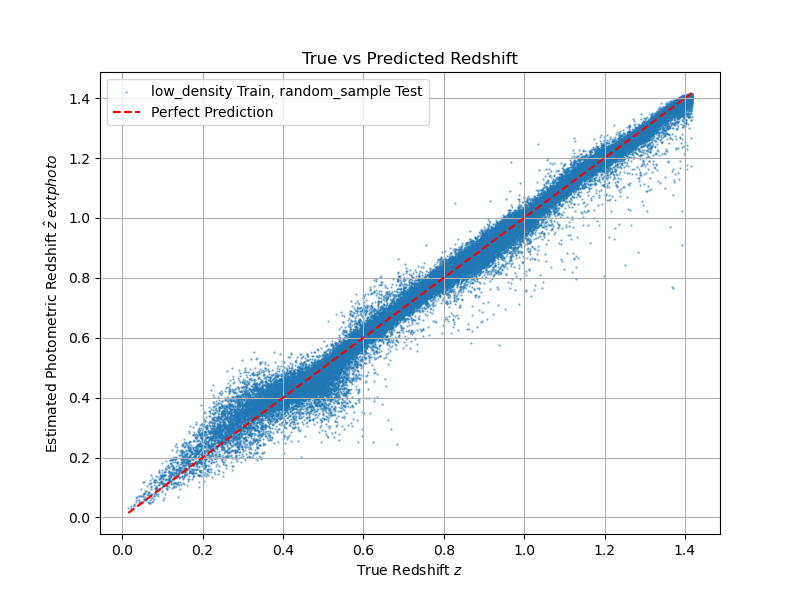 True vs Predicted Redshift
low_density Train, random_sample Test
Perfect Prediction
Estimated Photometric Redshift ẑ extphoto
1.4
1.2
1.0
0.8
0.6
0.4
0.2
0.0
0.0 0.2 0.4 0.6 0.8 1.0 1.2 1.4
True Redshift z